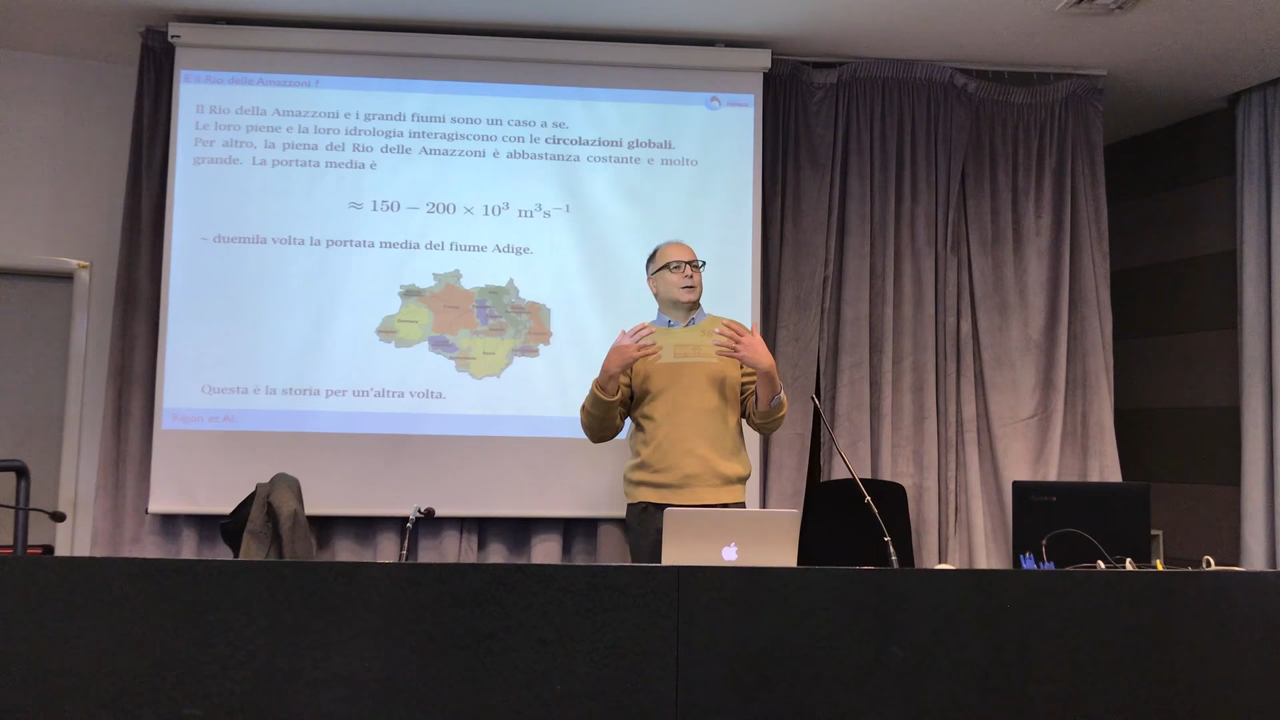 E il Rio delle Amazzoni ?
Il Rio della Amazzoni e i grandi fiumi sono un caso a se.
Le loro piene e la loro idrologia interagiscono con le circolazioni globali.
Per altro, la piena del Rio delle Amazzoni è abbastanza costante e molto
grande. La portata media è
≈ 150 − 200 × 10³ m³s⁻¹
~ duemila volta la portata media del fiume Adige.
Questa è la storia per un'altra volta.
Rigon et Al.